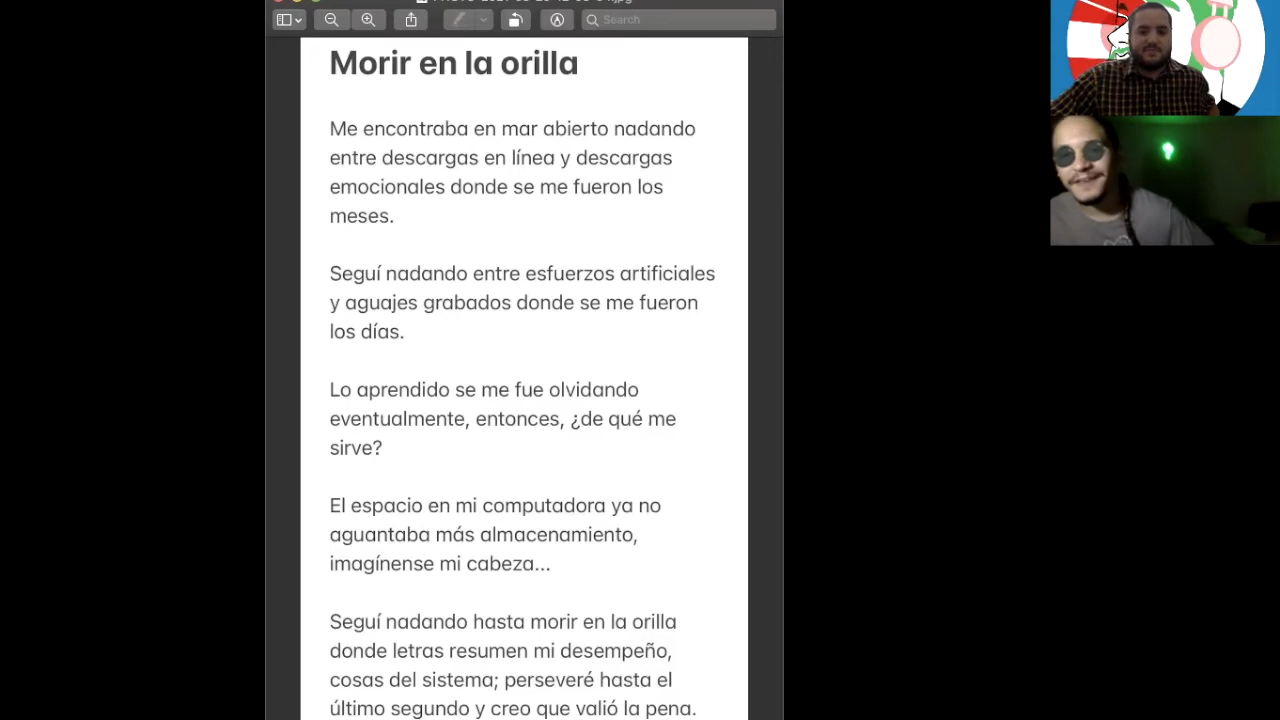 Search
Morir en la orilla
Me encontraba en mar abierto nadando
entre descargas en línea y descargas
emocionales donde se me fueron los
meses.
Seguí nadando entre esfuerzos artificiales
y aguajes grabados donde se me fueron
los días.
Lo aprendido se me fue olvidando
eventualmente, entonces, ¿de qué me
sirve?
El espacio en mi computadora ya no
aguantaba más almacenamiento,
imagínense mi cabeza...
Seguí nadando hasta morir en la orilla
donde letras resumen mi desempeño,
cosas del sistema; perseveré hasta el
último segundo y creo que valió la pena.